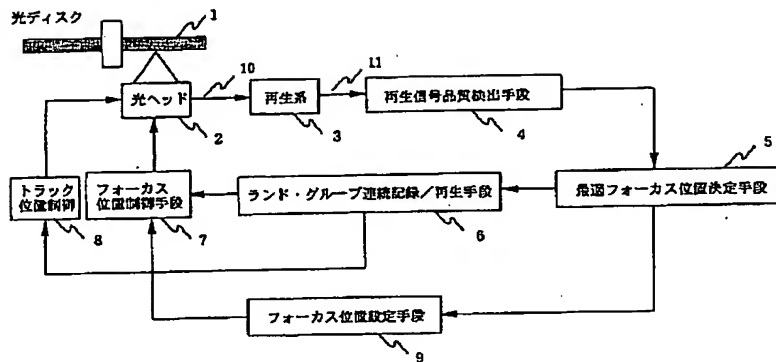 光ディスク
1
10
11
光ヘッド
再生系
再生信号品質検出手段
2
3
4
5
トラック
位置制御
フォーカス
位置制御手段
ランド・グルーブ連続記録/再生手段
最適フォーカス位置決定手段
8
7
6
フォーカス位置設定手段
9